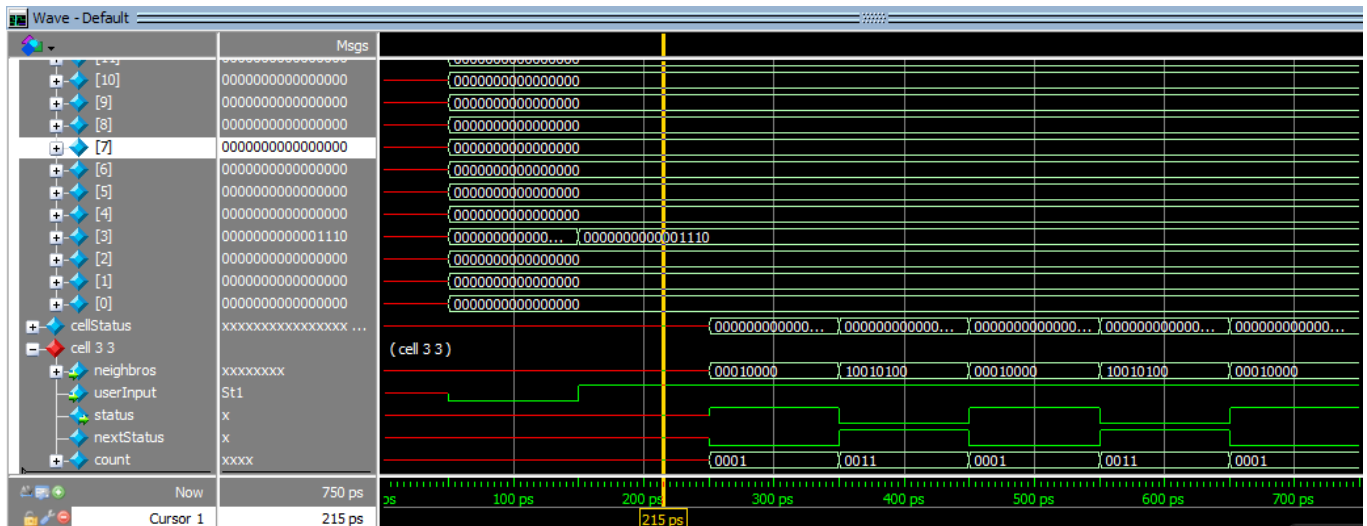 Wave - Default
Msgs
[11] 0000000000000000 0000000000000000
[10] 0000000000000000 0000000000000000
[9] 0000000000000000 0000000000000000
[8] 0000000000000000 0000000000000000
[7] 0000000000000000 0000000000000000
[6] 0000000000000000 0000000000000000
[5] 0000000000000000 0000000000000000
[4] 0000000000000000 0000000000000000
[3] 0000000000001110 000000000000... 0000000000001110
[2] 0000000000000000 0000000000000000
[1] 0000000000000000 0000000000000000
[0] 0000000000000000 0000000000000000
cellStatus xxxxxxxxxxxxxxxx ... 000000000000... 000000000000... 000000000000... 000000000000... 000000000000...
cell 3 3 ( cell 3 3 )
neighbros xxxxxxxx 00010000 10010100 00010000 10010100 00010000
userInput St1
status x
nextStatus x
count xxxx 0001 0011 0001 0011 0001
Now 750 ps ps 100 ps 200 ps 300 ps 400 ps 500 ps 600 ps 700 ps
Cursor 1 215 ps 215 ps